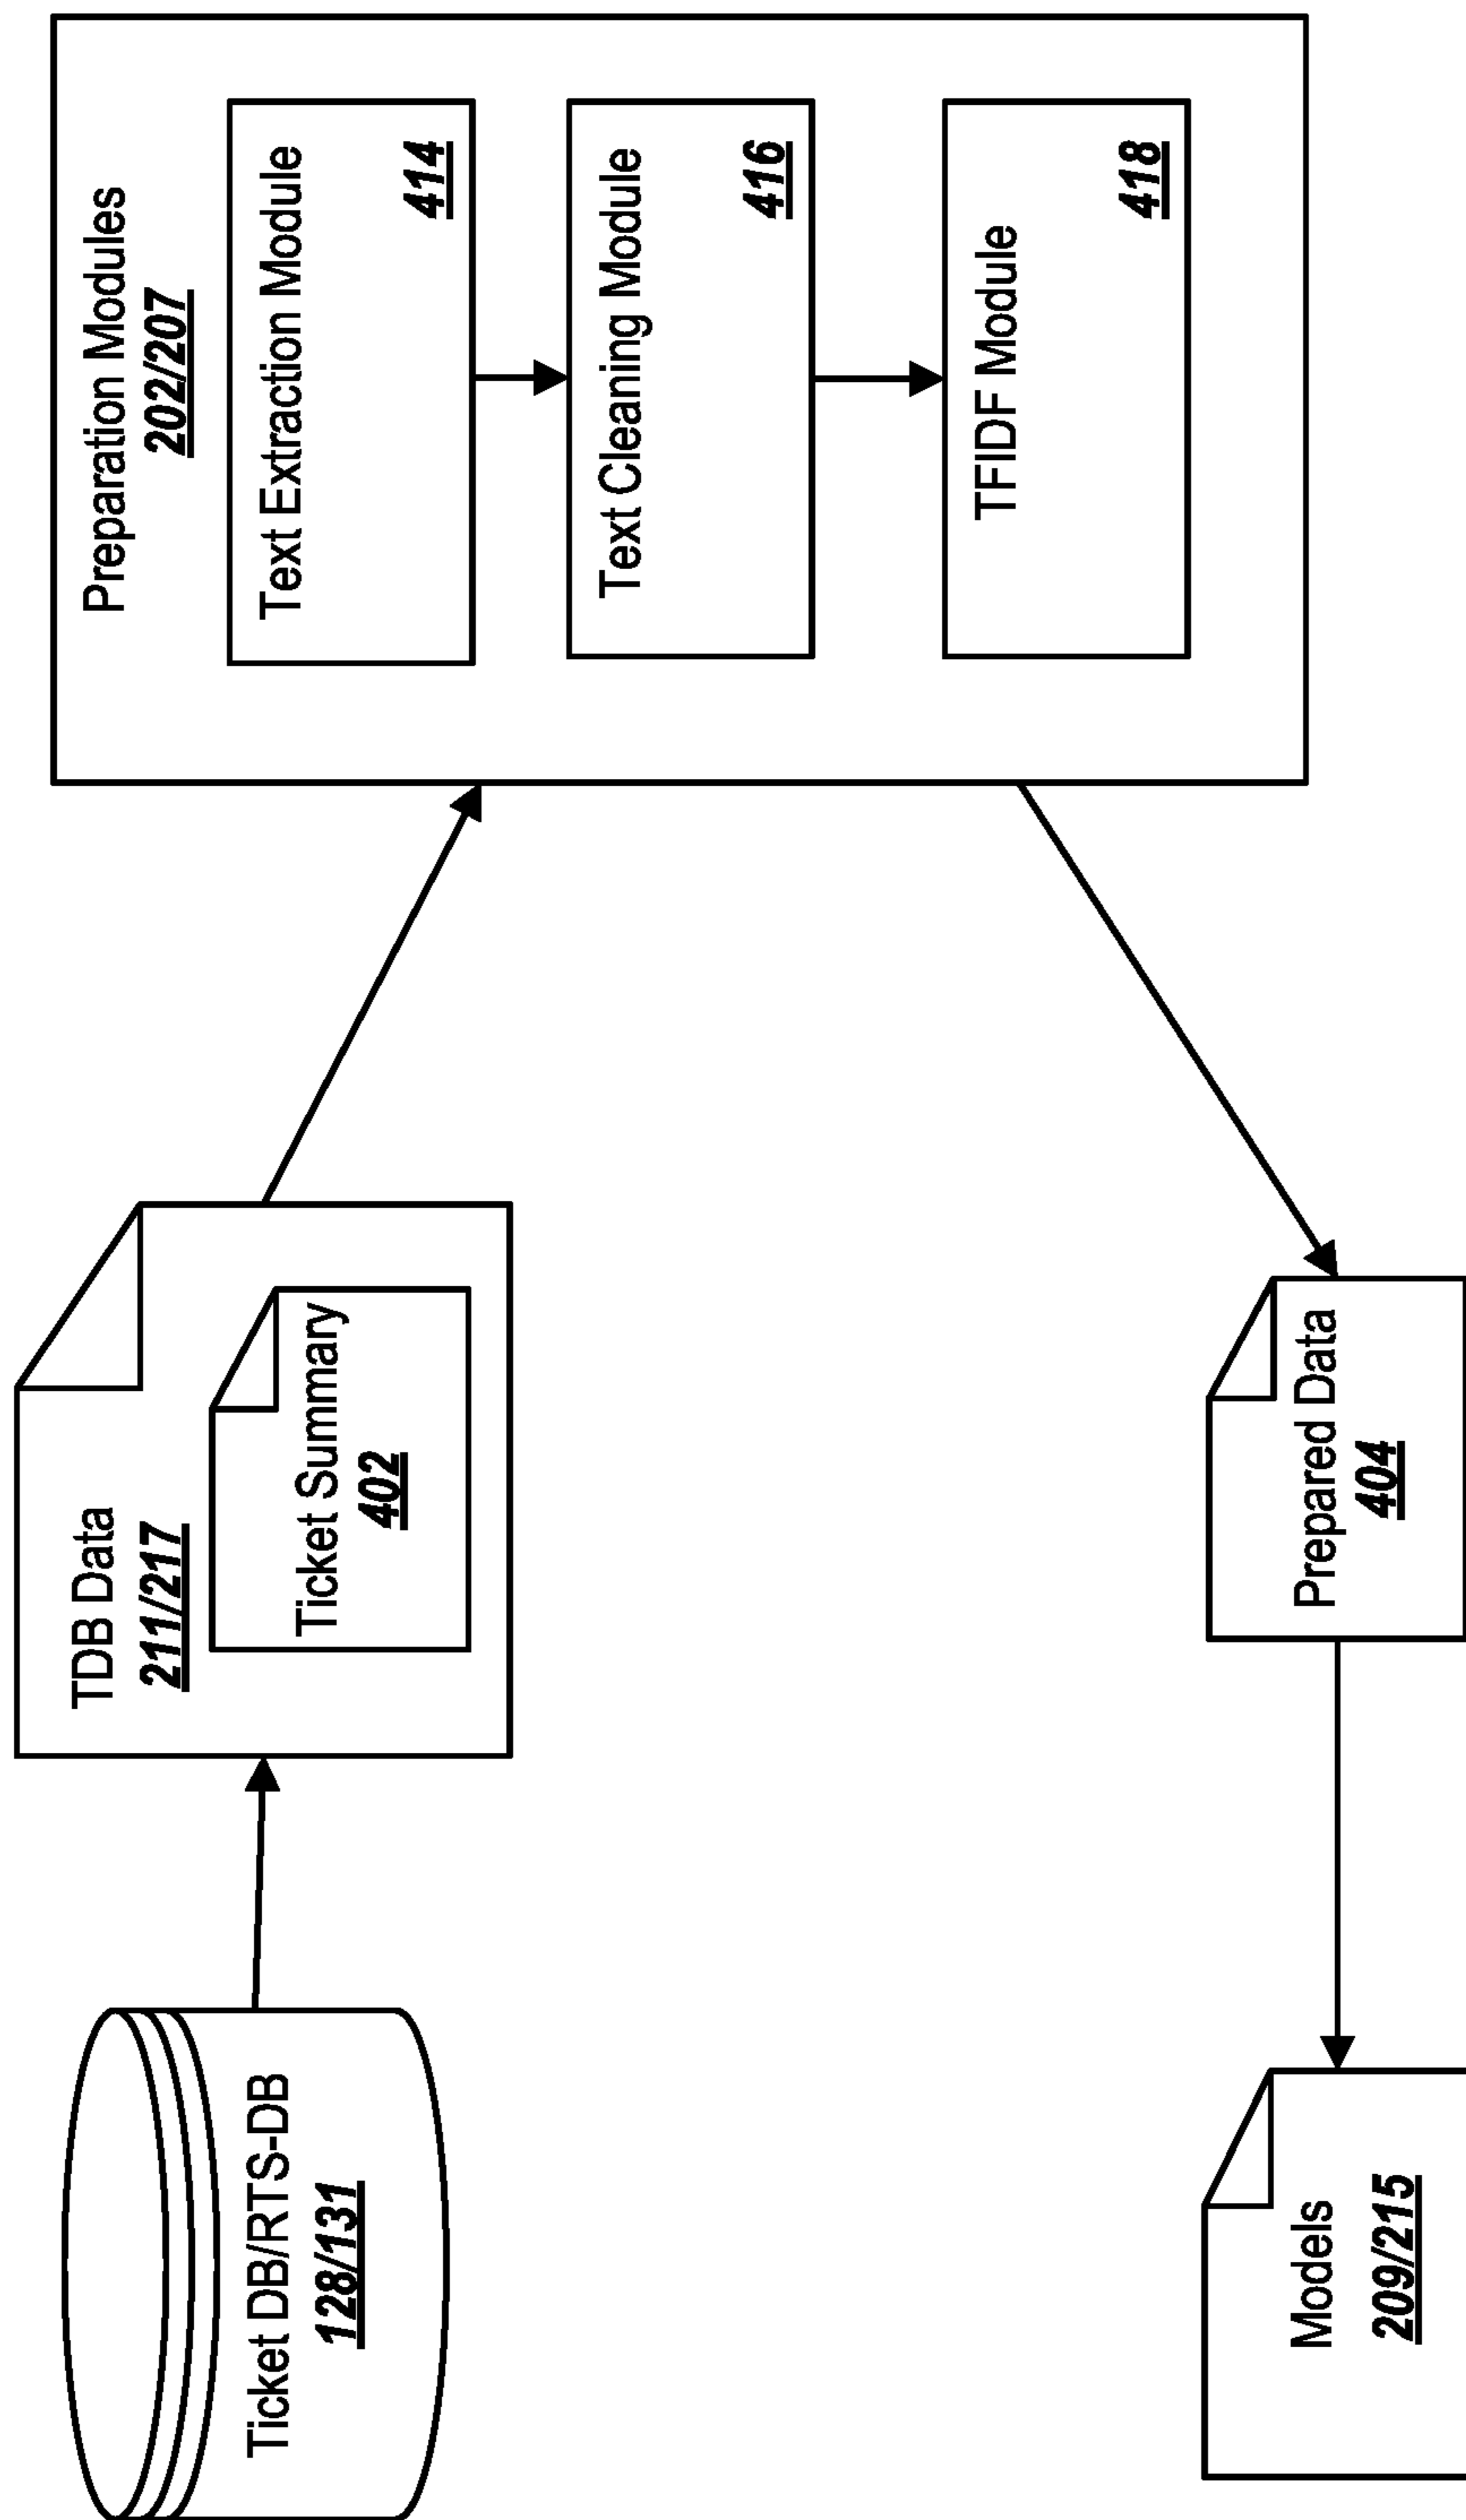 Ticket DB/RTS-DB
128/131
TDB Data
211/217
Ticket Summary
402
Preparation Modules
202/207
Text Extraction Module
414
Text Cleaning Module
416
TFIDF Module
418
Prepared Data
404
Models
209/215